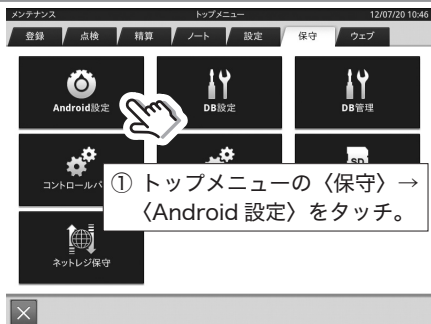 メンテナンス トップメニュー 12/07/20 10:46
登録 点検 精算 ノート 設定 保守 ウェブ
Android設定 DB設定 DB管理
コントロールパ
SD
① トップメニューの〈保守〉→
〈Android 設定〉をタッチ。
ネットレジ保守